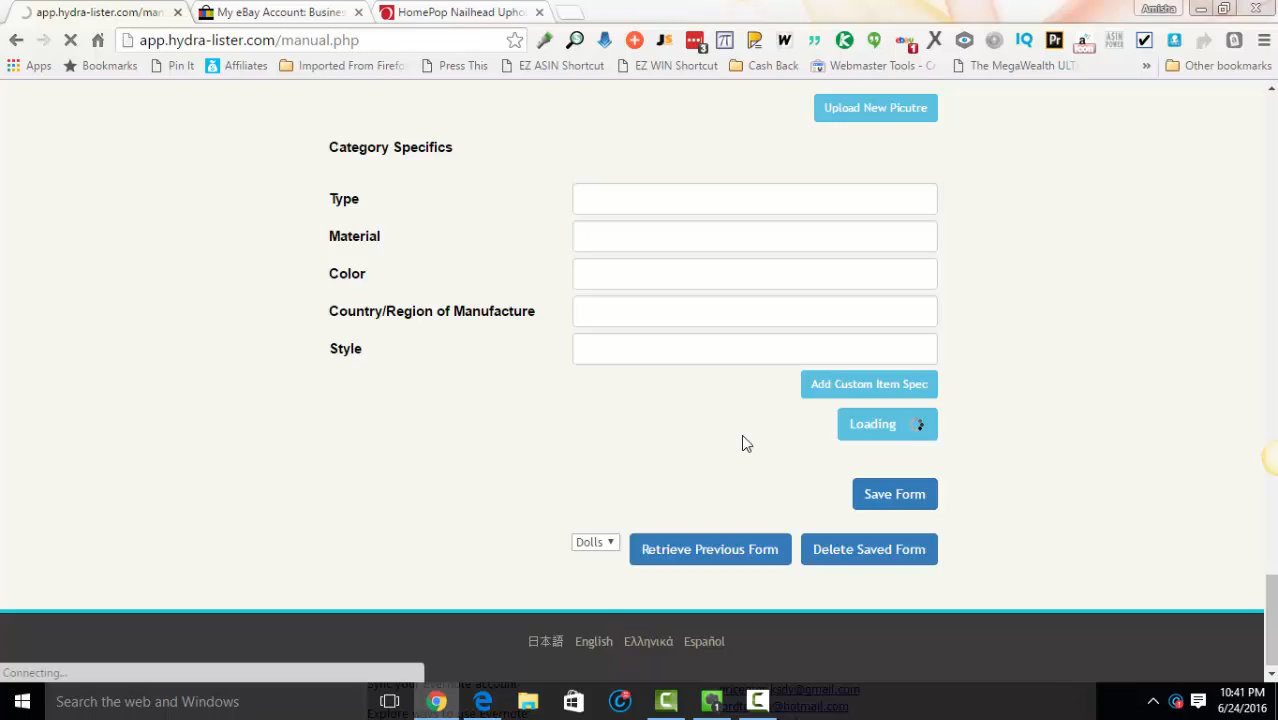 app.hydra-lister.com/man
My eBay Account: Busines
HomePop Nailhead Uphol
Amisha
app.hydra-lister.com/manual.php
Apps
Bookmarks
Pin It
Affiliates
Imported From Firefo
Press This
EZ ASIN Shortcut
EZ WIN Shortcut
Cash Back
Webmaster Tools - C
The MegaWealth ULTI
»
Other bookmarks
Upload New Picutre
Category Specifics
Type
Material
Color
Country/Region of Manufacture
Style
Add Custom Item Spec
Loading
Save Form
Dolls
Retrieve Previous Form
Delete Saved Form
日本語 English Ελληνικά Español
Connecting...
Search the web and Windows
10:41 PM
6/24/2016